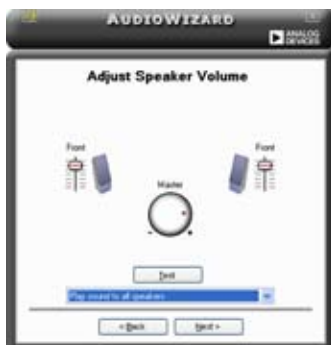 AUDIOWIZARD
ANALOG
DEVICES
Adjust Speaker Volume
Front
Front
Master
- +
Test
Play sound to all speakers
< Back
Next >